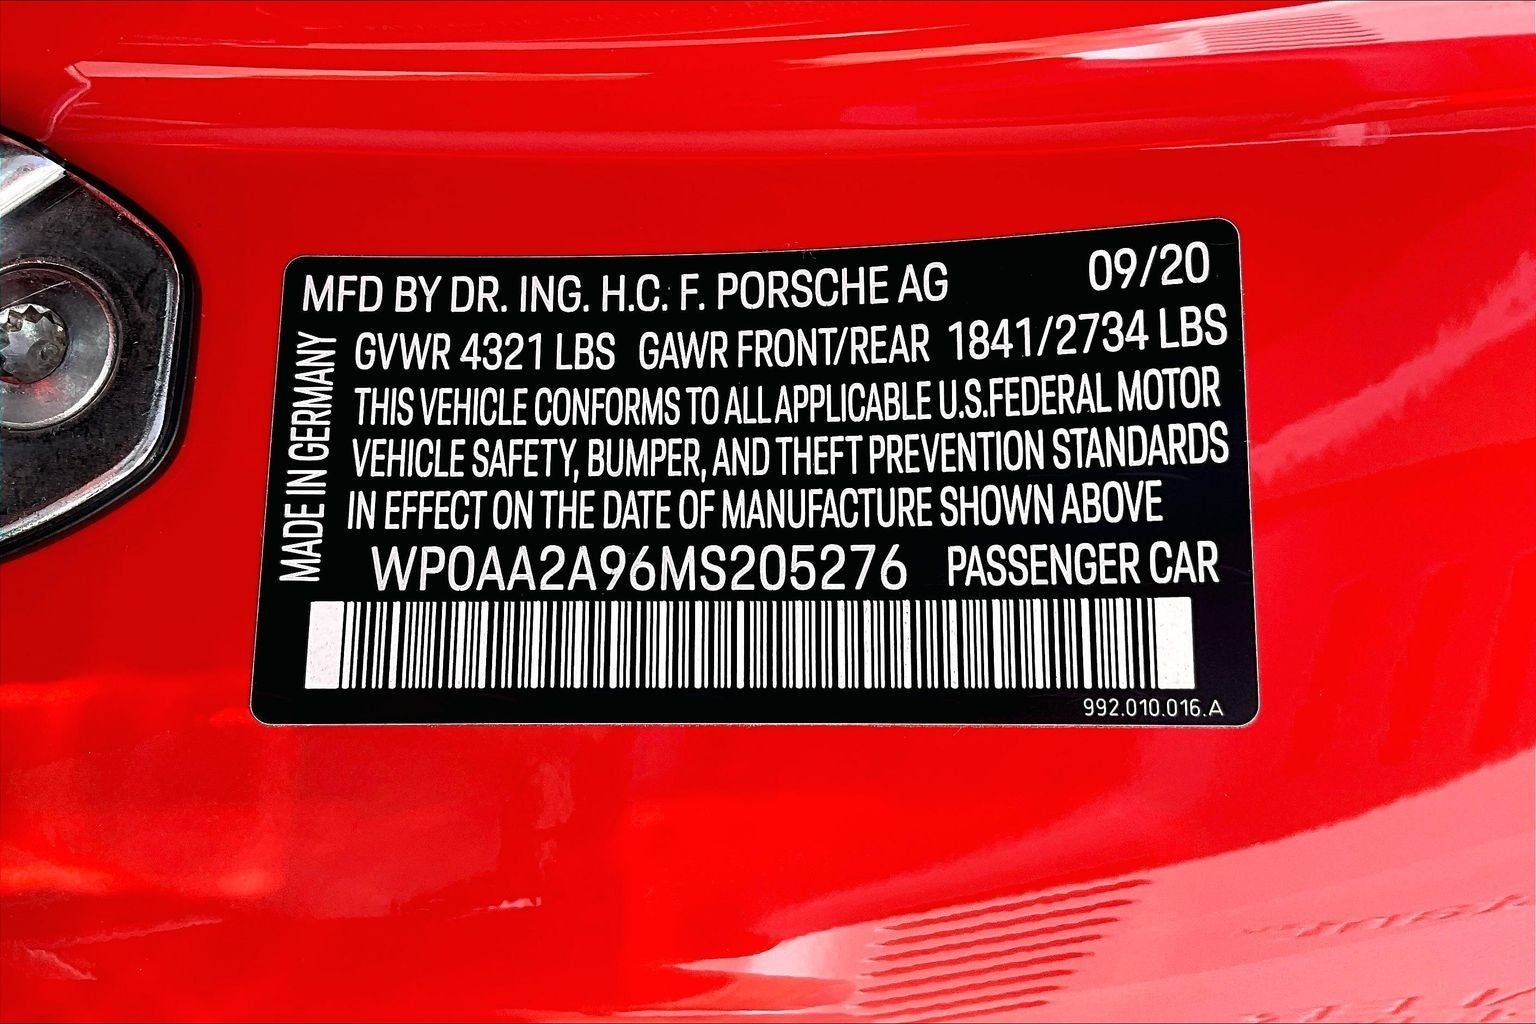 MFD BY DR. ING. H.C. F. PORSCHE AG 09/20
GVWR 4321 LBS GAWR FRONT/REAR 1841/2734 LBS
THIS VEHICLE CONFORMS TO ALL APPLICABLE U.S.FEDERAL MOTOR
VEHICLE SAFETY, BUMPER, AND THEFT PREVENTION STANDARDS
IN EFFECT ON THE DATE OF MANUFACTURE SHOWN ABOVE
WP0AA2A96MS205276 PASSENGER CAR
992.010.016.A
MADE IN GERMANY